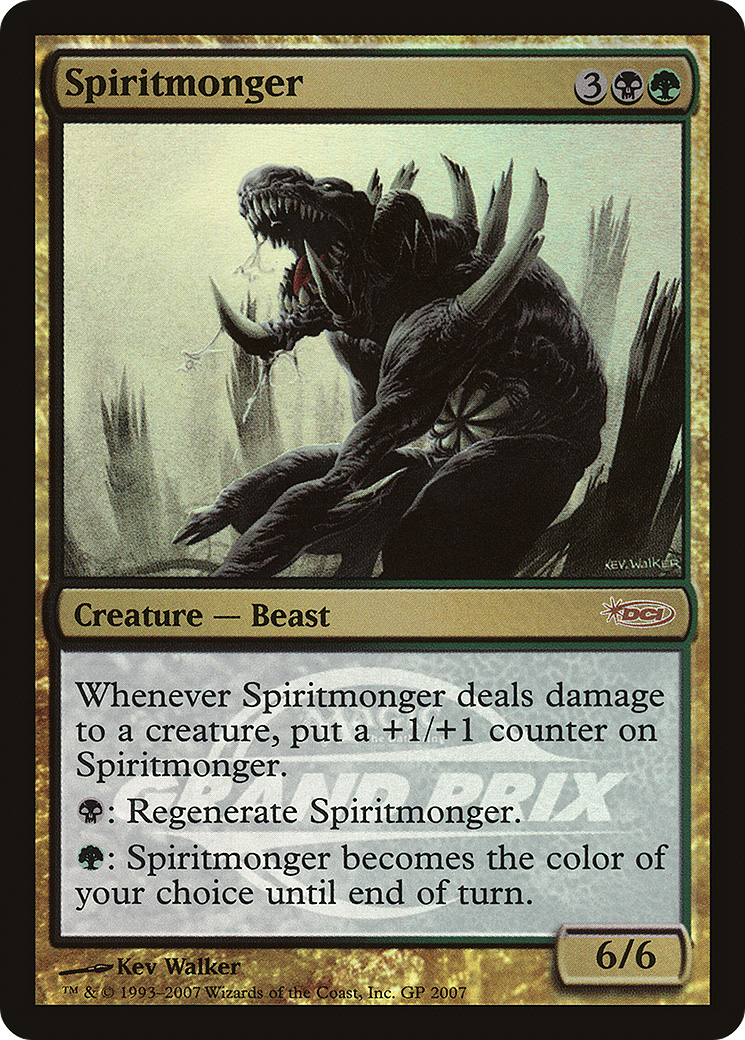 Spiritmonger 3
KEV. WALKER
Creature — Beast
DCI
Whenever Spiritmonger deals damage
to a creature, put a +1/+1 counter on
Spiritmonger.
: Regenerate Spiritmonger.
: Spiritmonger becomes the color of
your choice until end of turn.
GRAND PRIX
6/6
Kev Walker
™ & © 1993–2007 Wizards of the Coast, Inc. GP 2007